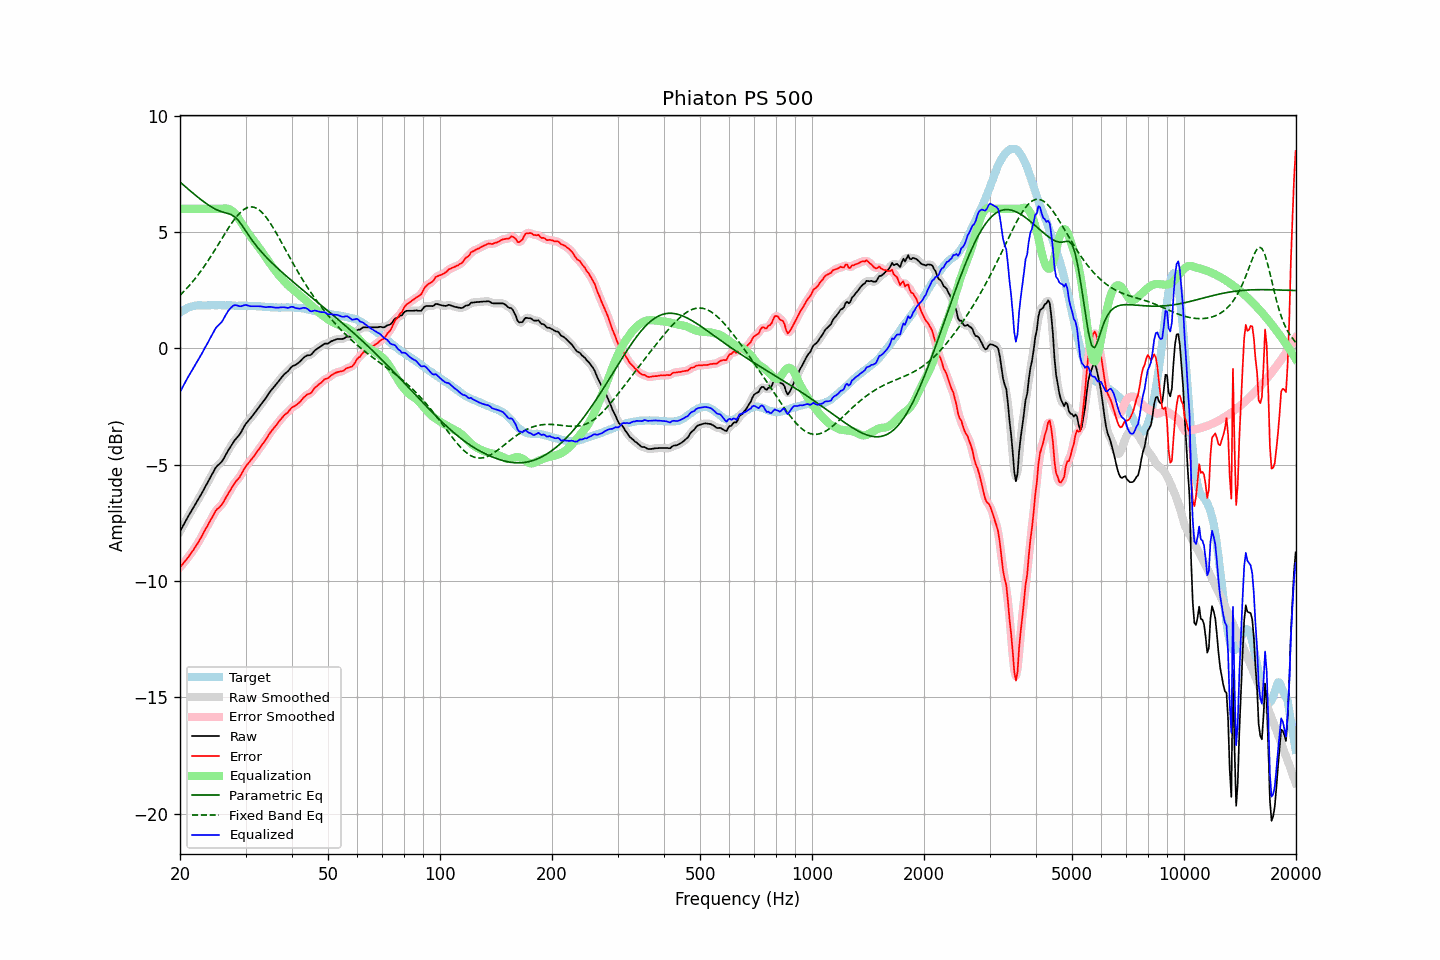 Phiaton PS 500
10
5
0
−5
−10
−15
−20
Amplitude (dBr)
Target
Raw Smoothed
Error Smoothed
Raw
Error
Equalization
Parametric Eq
Fixed Band Eq
Equalized
20 50 100 200 500 1000 2000 5000 10000 20000
Frequency (Hz)